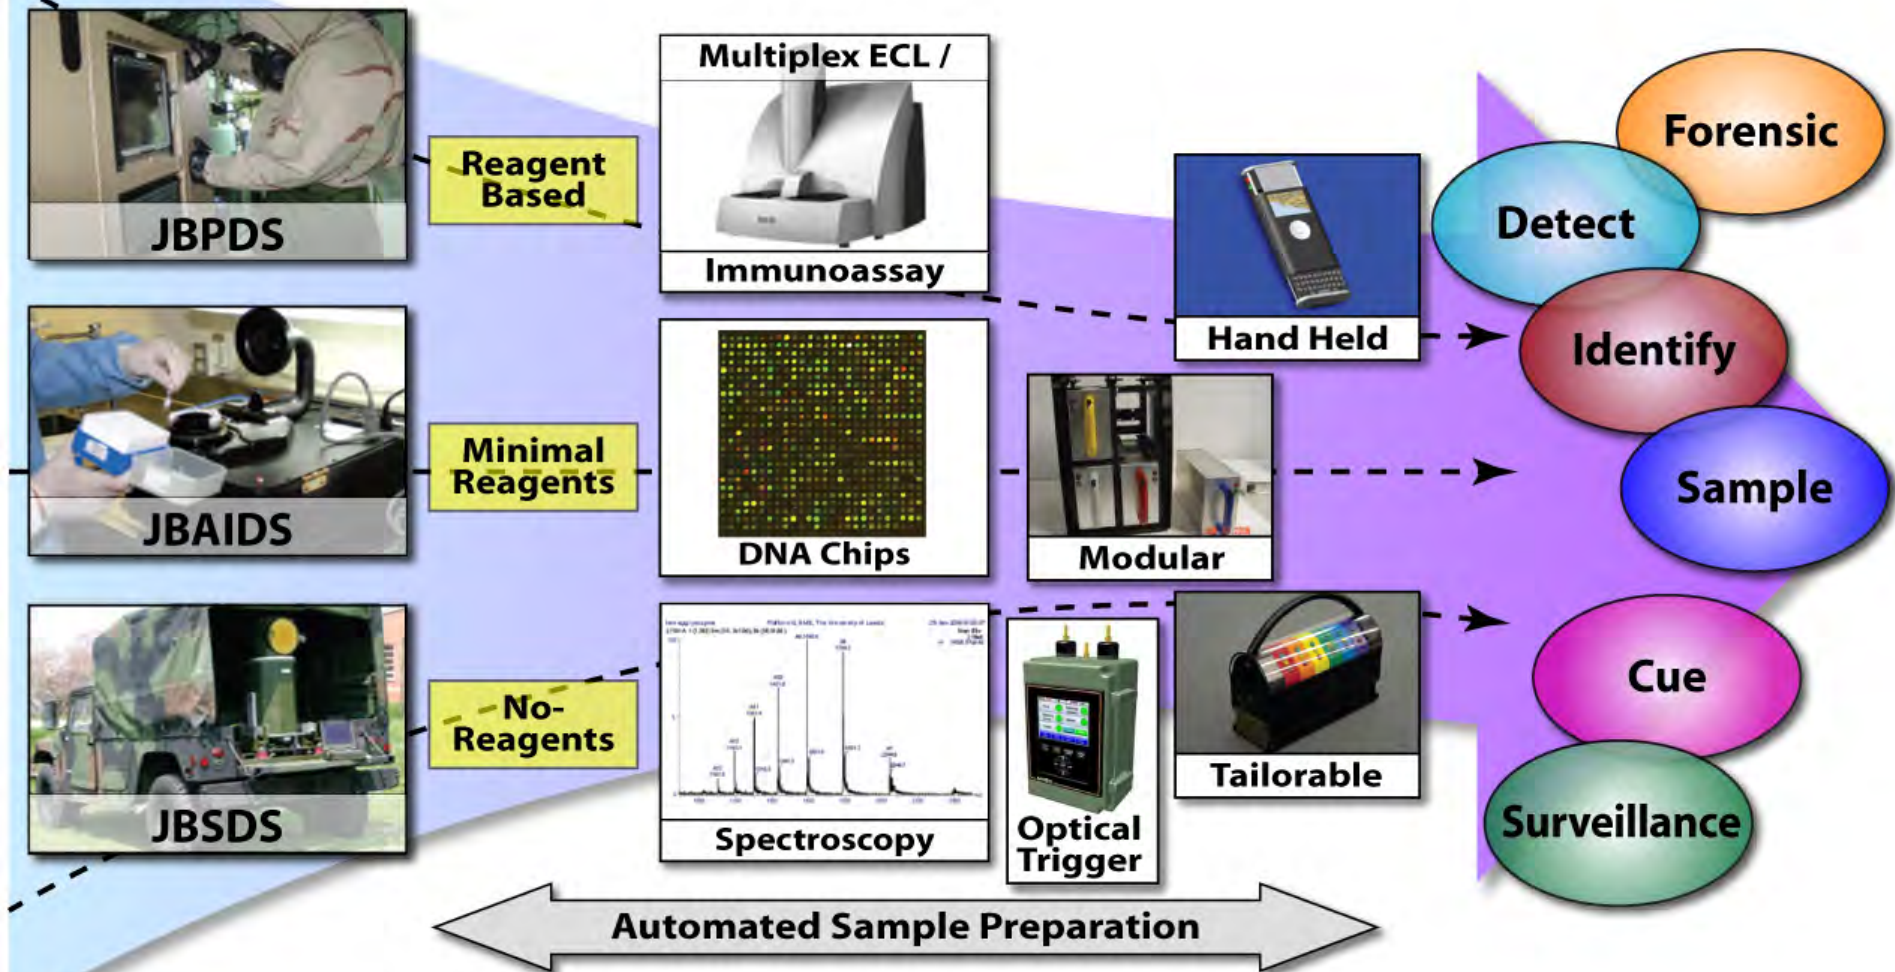 JBPDS
Reagent
Based
Multiplex ECL /
Immunoassay
Hand Held
Forensic
Detect
Identify
Sample
JBAIDS
Minimal
Reagents
DNA Chips
Modular
JBSDS
No-
Reagents
Spectroscopy
Optical
Trigger
Tailorable
Cue
Surveillance
Automated Sample Preparation